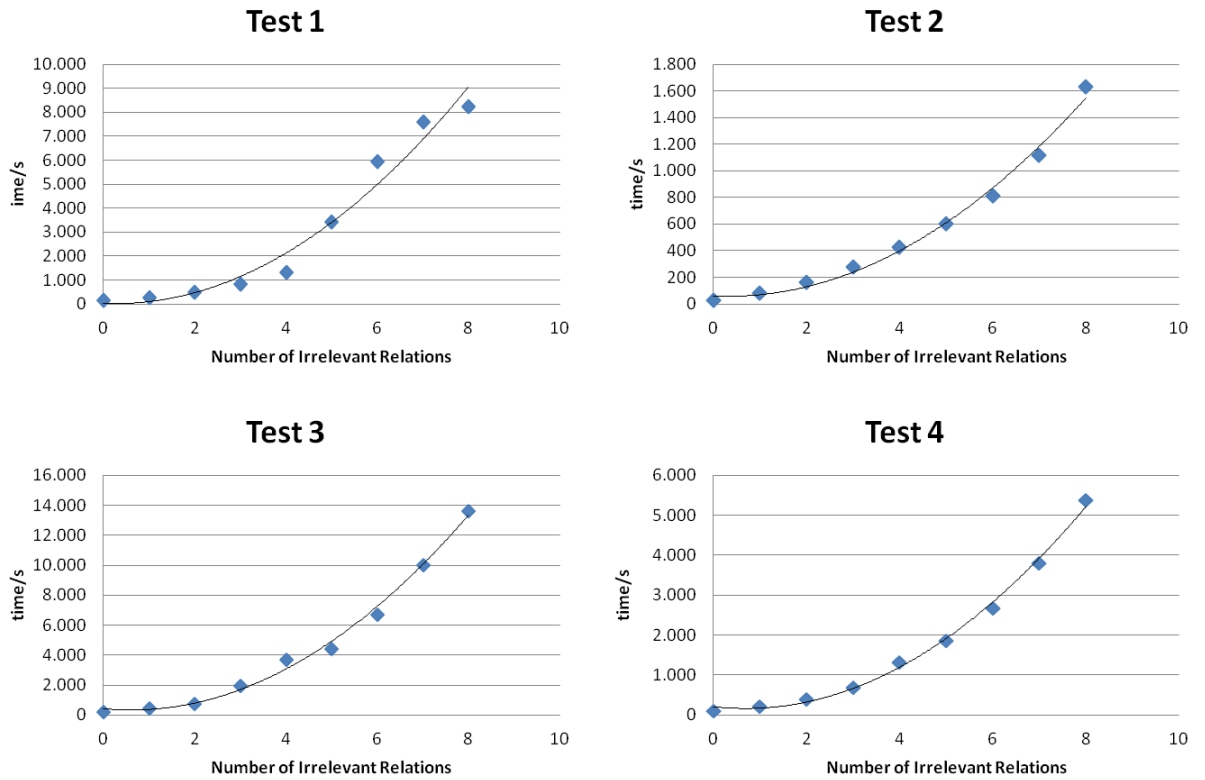 Test 1
10.000
9.000
8.000
7.000
6.000
5.000
4.000
3.000
2.000
1.000
0
ime/s
0 2 4 6 8 10
Number of Irrelevant Relations
Test 2
1.800
1.600
1.400
1.200
1.000
800
600
400
200
0
time/s
0 2 4 6 8 10
Number of Irrelevant Relations
Test 3
16.000
14.000
12.000
10.000
8.000
6.000
4.000
2.000
0
time/s
0 2 4 6 8 10
Number of Irrelevant Relations
Test 4
6.000
5.000
4.000
3.000
2.000
1.000
0
time/s
0 2 4 6 8 10
Number of Irrelevant Relations